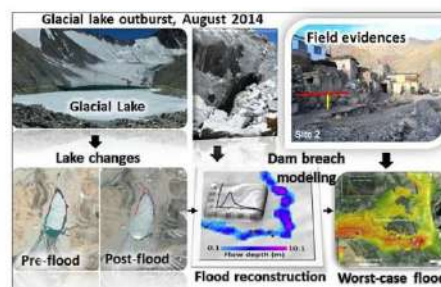 Glacial lake outburst, August 2014
Field evidences
Glacial Lake
Site 2
Lake changes
Dam breach
modeling
0.1
10.1
Flow depth (m)
Pre-flood
Post-flood
Flood reconstruction
Worst-case flood